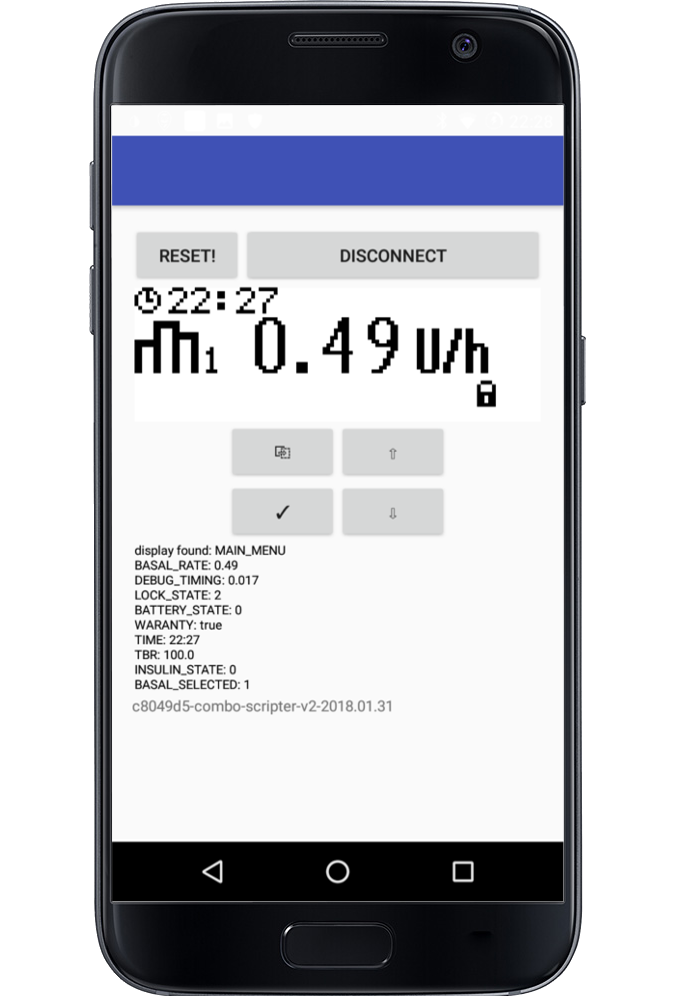 RESET! DISCONNECT
22:27
1 0.49 U/h
display found: MAIN_MENU
BASAL_RATE: 0.49
DEBUG_TIMING: 0.017
LOCK_STATE: 2
BATTERY_STATE: 0
WARANTY: true
TIME: 22:27
TBR: 100.0
INSULIN_STATE: 0
BASAL_SELECTED: 1
c8049d5-combo-scripter-v2-2018.01.31